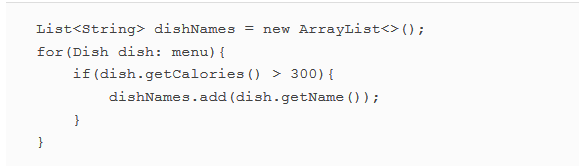 List<String> dishNames = new ArrayList<>();
for(Dish dish: menu){
    if(dish.getCalories() > 300){
        dishNames.add(dish.getName());
    }
}